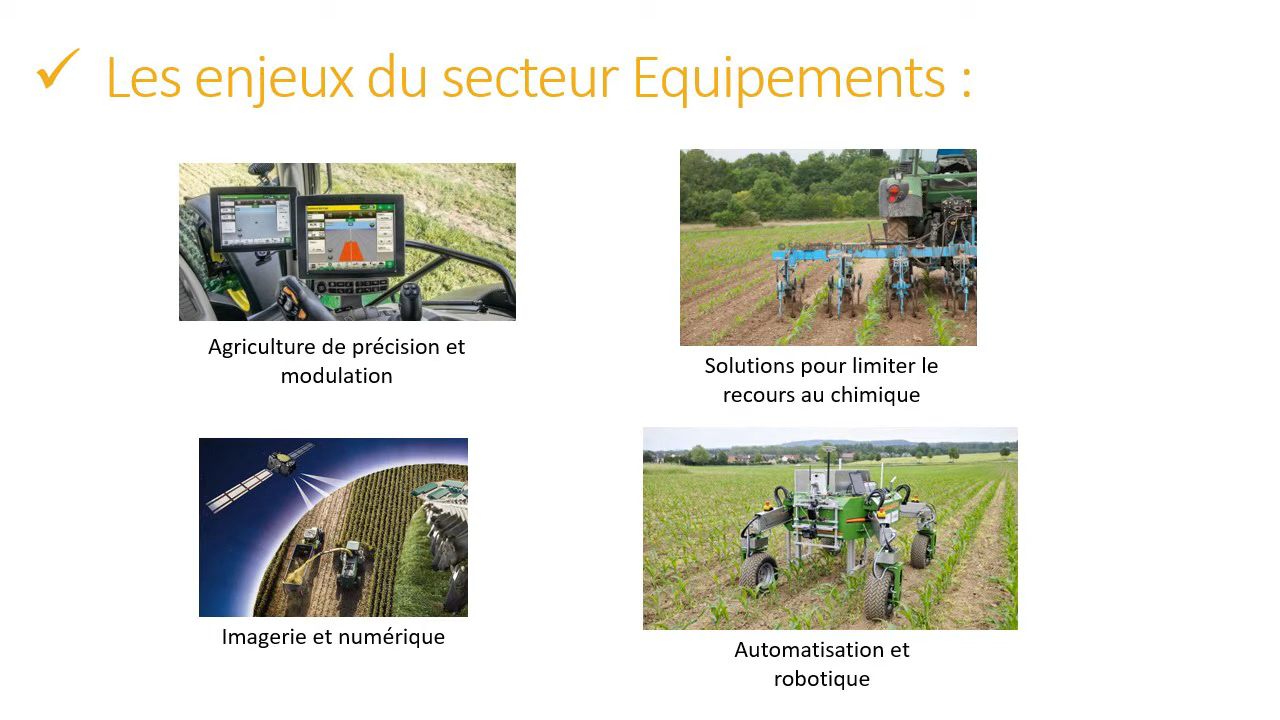 ✓ Les enjeux du secteur Equipements :
Agriculture de précision et
modulation
Solutions pour limiter le
recours au chimique
Imagerie et numérique
Automatisation et
robotique